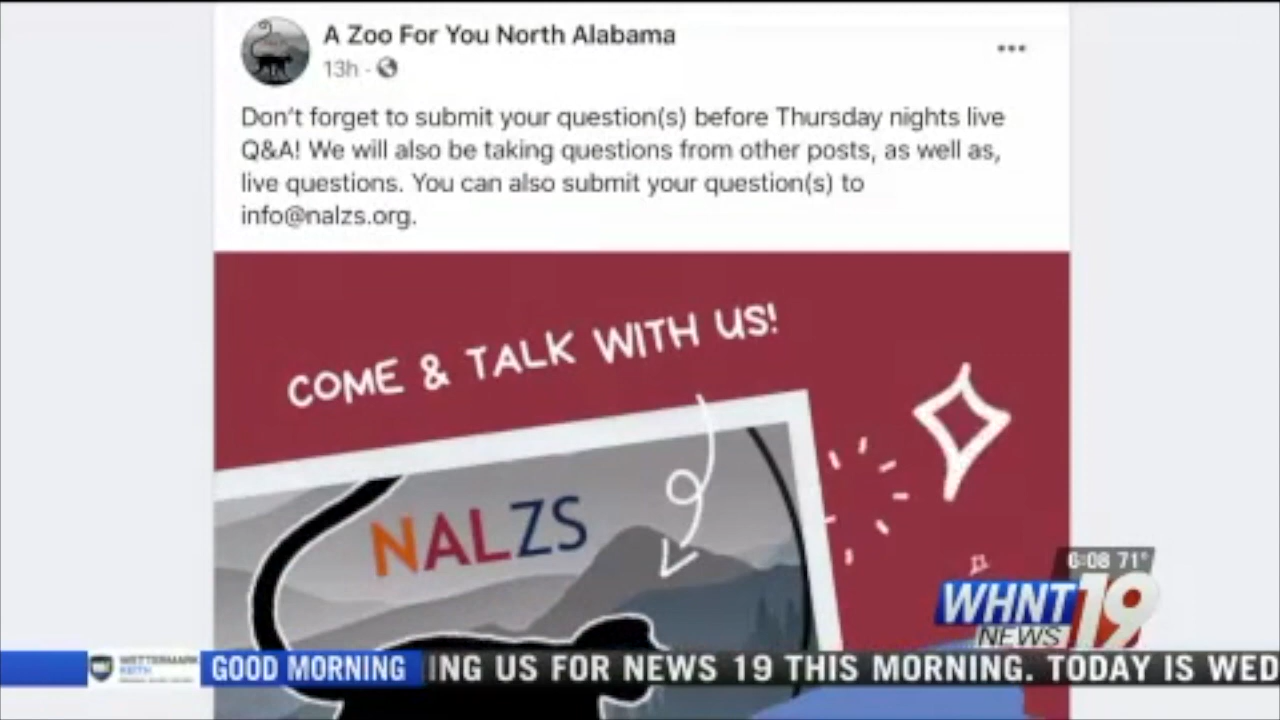 A Zoo For You North Alabama
13h ·
Don't forget to submit your question(s) before Thursday nights live
Q&A! We will also be taking questions from other posts, as well as,
live questions. You can also submit your question(s) to
info@nalzs.org.
COME & TALK WITH US!
NALZS
6:08 71°
WHNT 19
NEWS
WETTERMARK
KEITH
GOOD MORNING
ING US FOR NEWS 19 THIS MORNING. TODAY IS WED